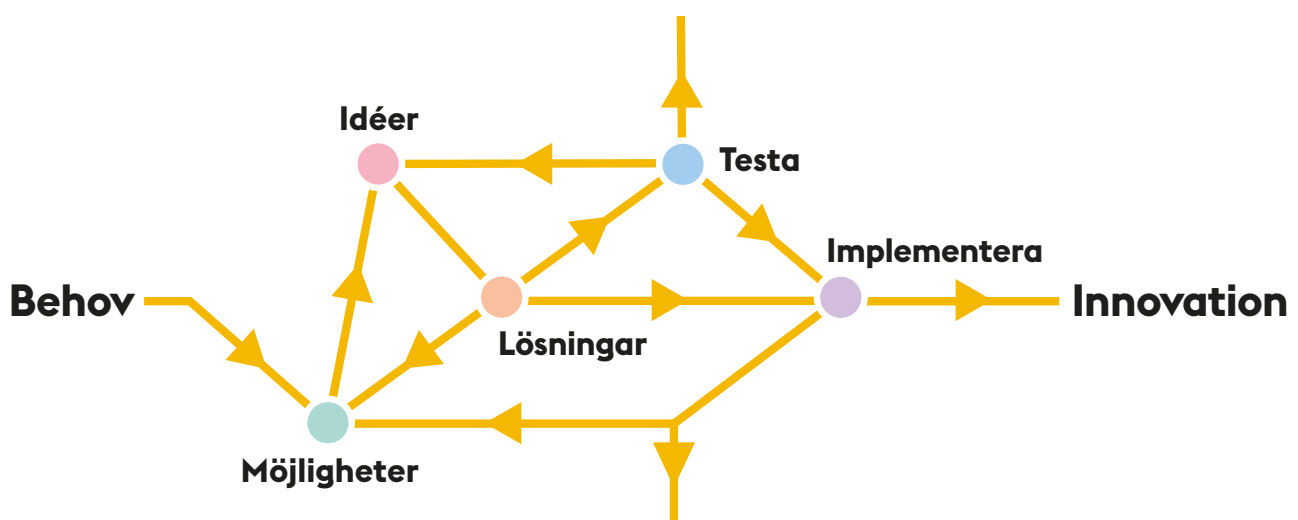 Idéer
Testa
Implementera
Behov
Innovation
Lösningar
Möjligheter